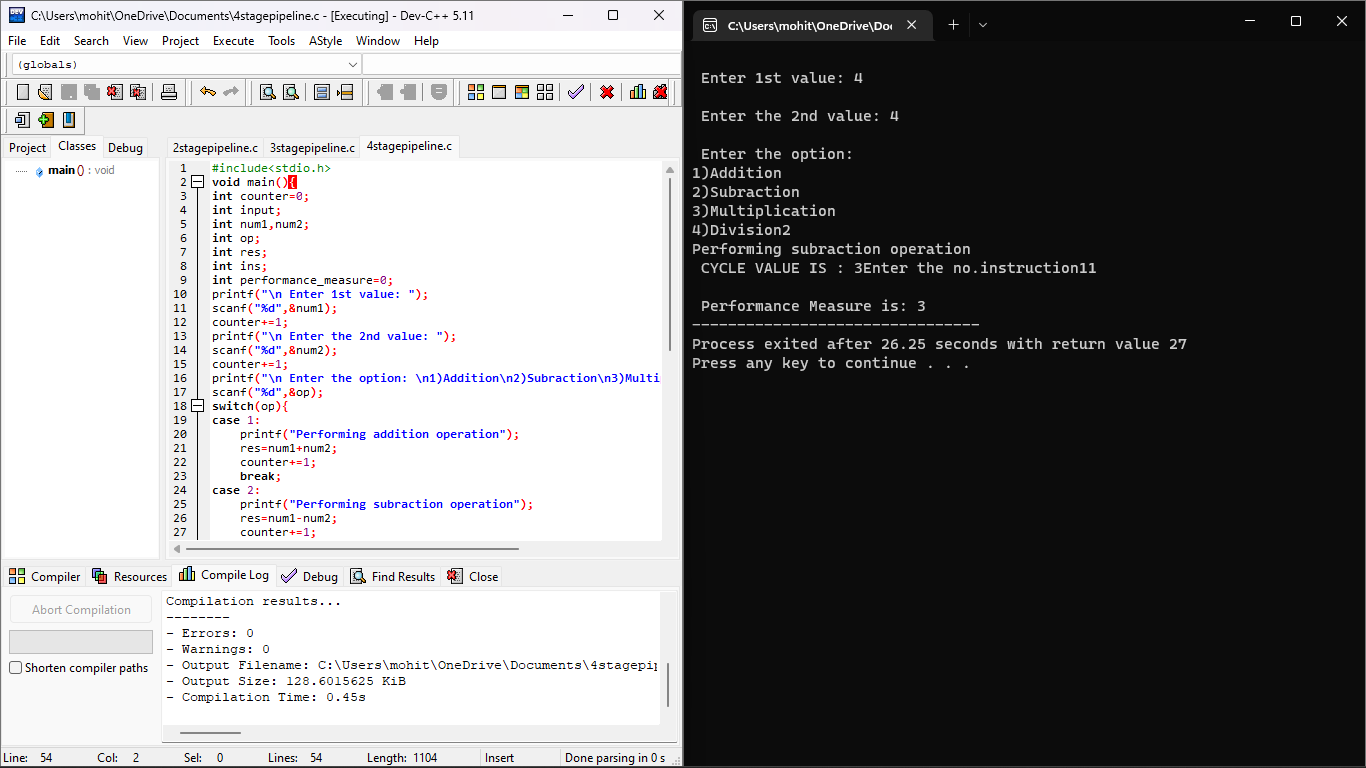 C:\Users\mohit\OneDrive\Documents\4stagepipeline.c - [Executing] - Dev-C++ 5.11
File Edit Search View Project Execute Tools AStyle Window Help
(globals)
Project Classes Debug
main () : void
2stagepipeline.c 3stagepipeline.c 4stagepipeline.c
1 #include<stdio.h>
2 void main(){
3 int counter=0;
4 int input;
5 int num1,num2;
6 int op;
7 int res;
8 int ins;
9 int performance_measure=0;
10 printf("\n Enter 1st value: ");
11 scanf("%d",&num1);
12 counter+=1;
13 printf("\n Enter the 2nd value: ");
14 scanf("%d",&num2);
15 counter+=1;
16 printf("\n Enter the option: \n1)Addition\n2)Subraction\n3)Multi
17 scanf("%d",&op);
18 switch(op){
19 case 1:
20 printf("Performing addition operation");
21 res=num1+num2;
22 counter+=1;
23 break;
24 case 2:
25 printf("Performing subraction operation");
26 res=num1-num2;
27 counter+=1;
Compiler Resources Compile Log Debug Find Results Close
Abort Compilation
Shorten compiler paths
Compilation results...
--------
- Errors: 0
- Warnings: 0
- Output Filename: C:\Users\mohit\OneDrive\Documents\4stagepip
- Output Size: 128.6015625 KiB
- Compilation Time: 0.45s
Line: 54 Col: 2 Sel: 0 Lines: 54 Length: 1104 Insert Done parsing in 0 s
C:\Users\mohit\OneDrive\Doc
Enter 1st value: 4
Enter the 2nd value: 4
Enter the option:
1)Addition
2)Subraction
3)Multiplication
4)Division2
Performing subraction operation
CYCLE VALUE IS : 3Enter the no.instruction11
Performance Measure is: 3
--------------------------------
Process exited after 26.25 seconds with return value 27
Press any key to continue . . .